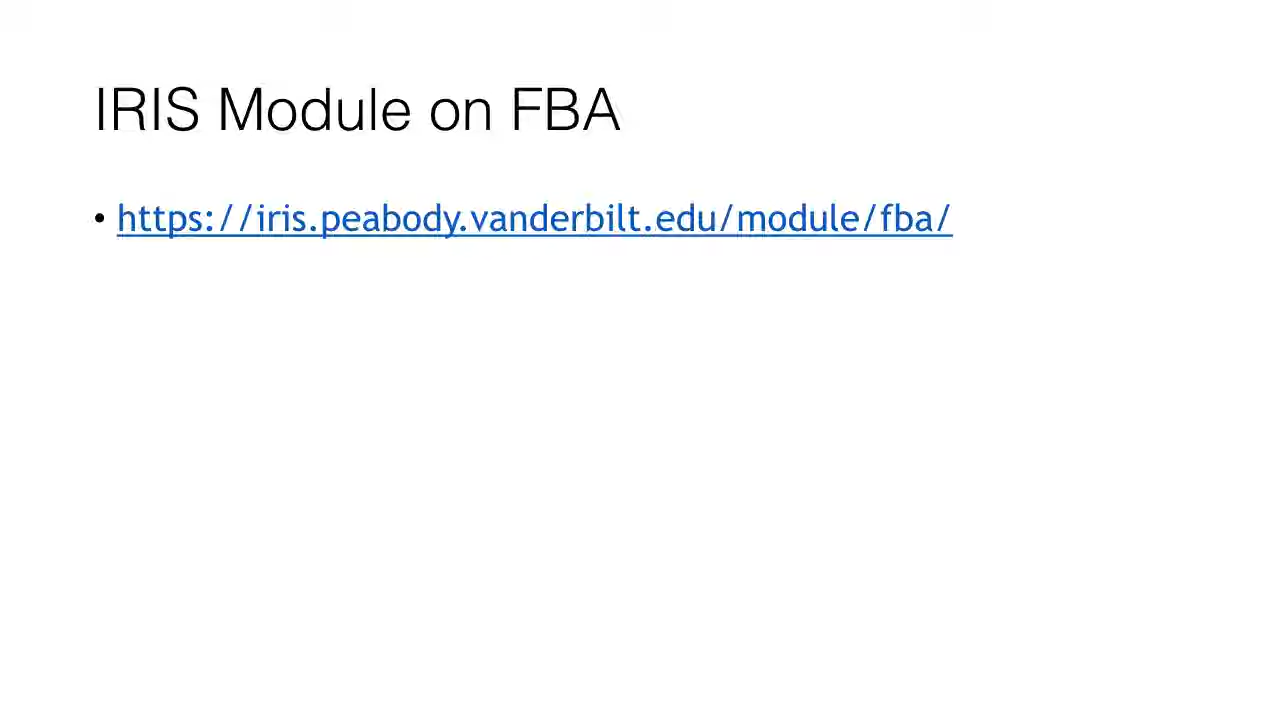 IRIS Module on FBA
• https://iris.peabody.vanderbilt.edu/module/fba/